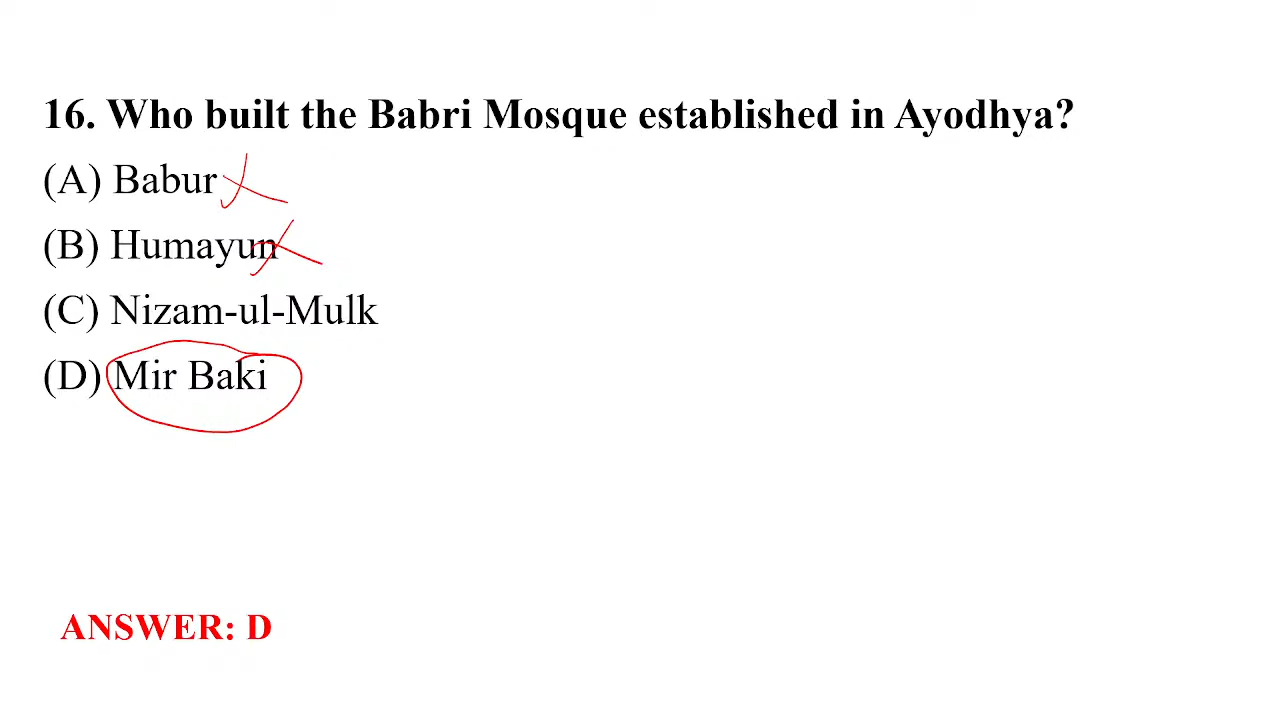 16. Who built the Babri Mosque established in Ayodhya?
(A) Babur
(B) Humayun
(C) Nizam-ul-Mulk
(D) Mir Baki
ANSWER: D